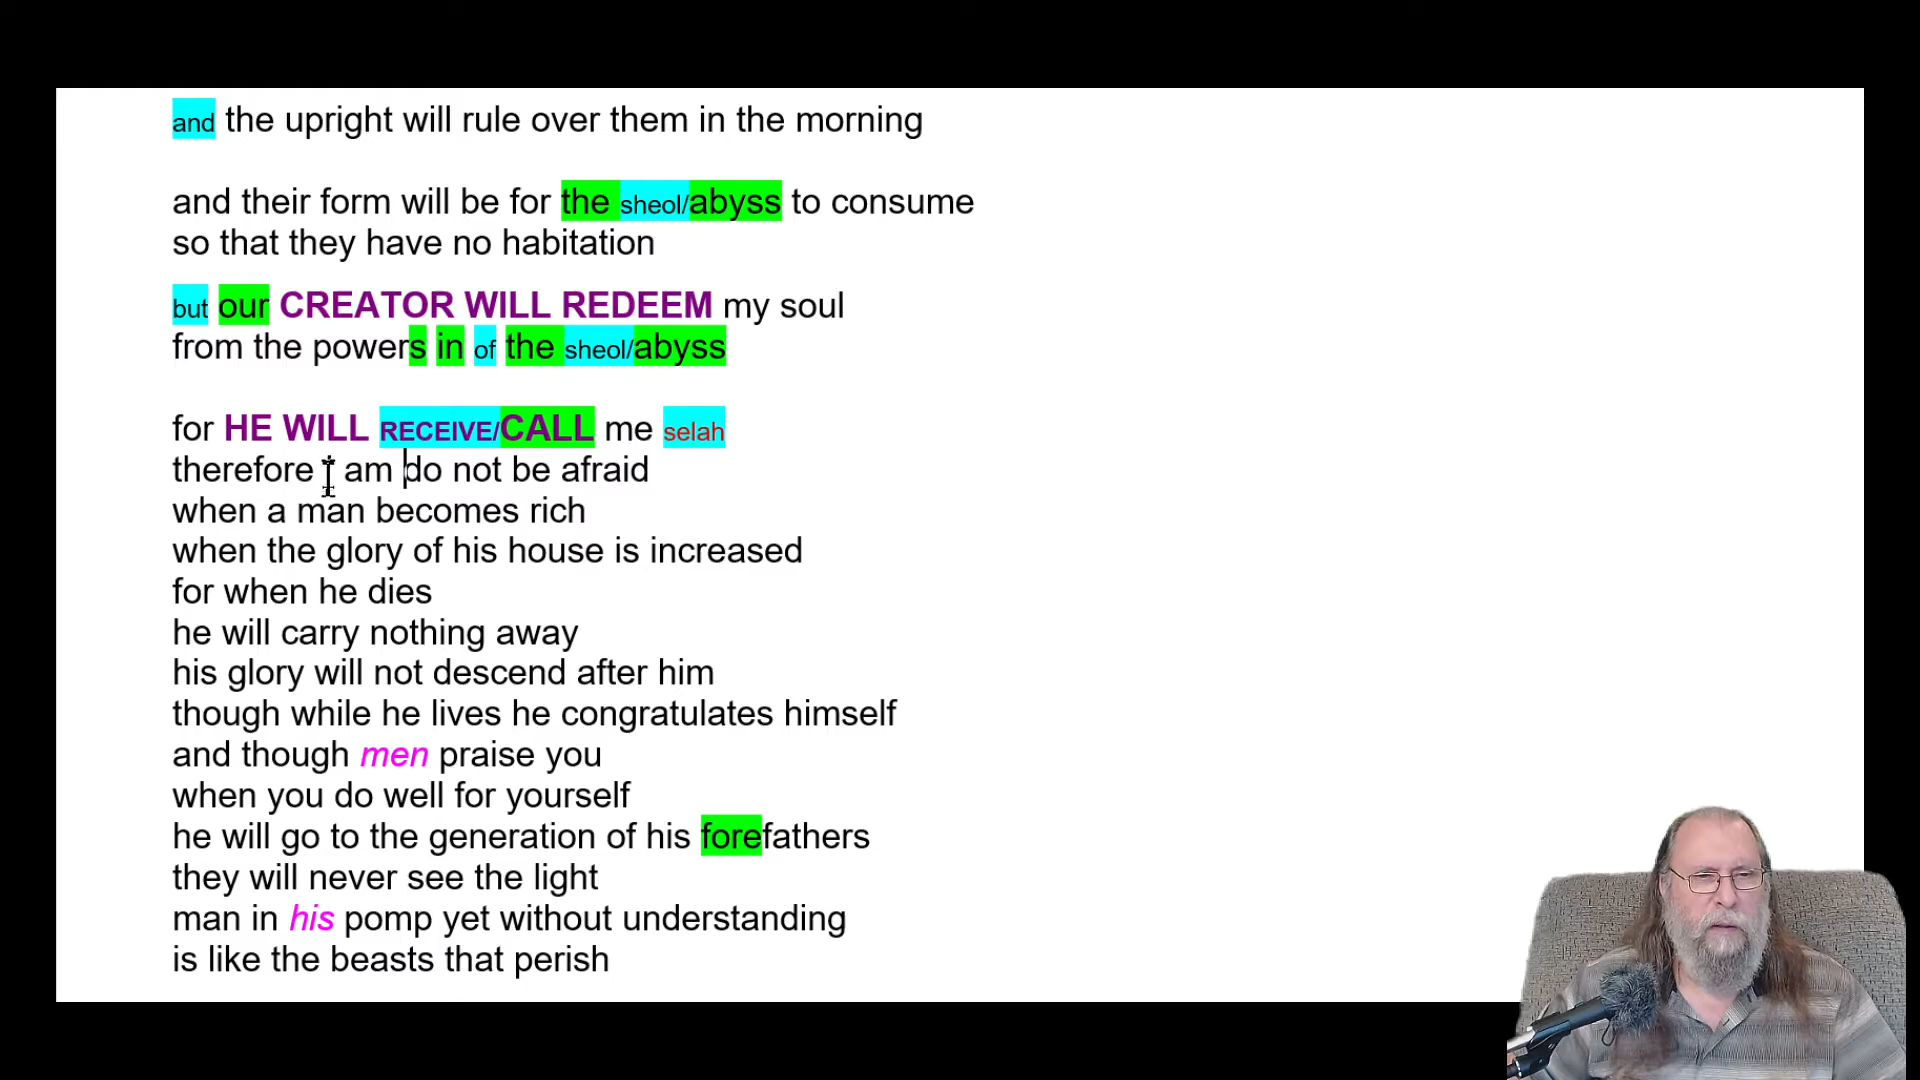 and the upright will rule over them in the morning
and their form will be for the sheol/abyss to consume
so that they have no habitation
but our CREATOR WILL REDEEM my soul
from the powers in of the sheol/abyss
for HE WILL RECEIVE/CALL me selah
therefore i am do not be afraid
when a man becomes rich
when the glory of his house is increased
for when he dies
he will carry nothing away
his glory will not descend after him
though while he lives he congratulates himself
and though men praise you
when you do well for yourself
he will go to the generation of his forefathers
they will never see the light
man in his pomp yet without understanding
is like the beasts that perish